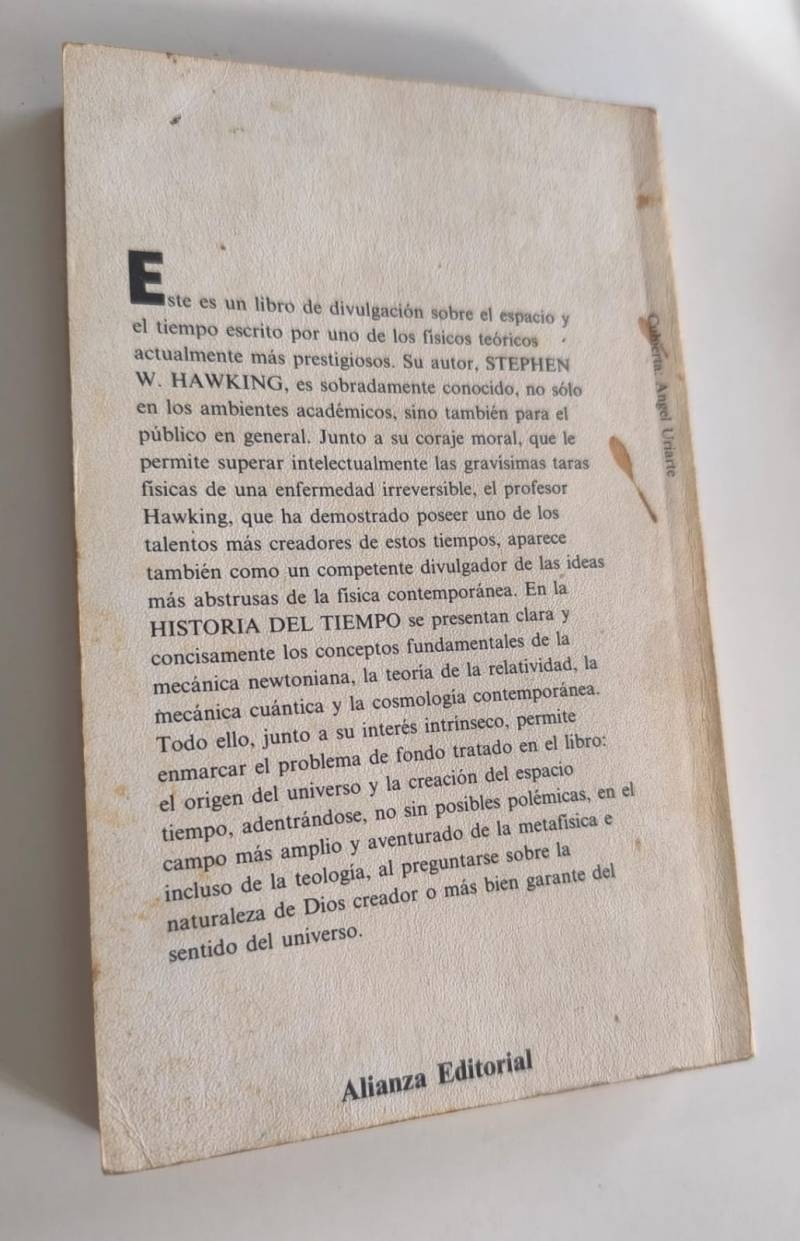 Este es un libro de divulgación sobre el espacio y
el tiempo escrito por uno de los físicos teóricos
actualmente más prestigiosos. Su autor, STEPHEN
W. HAWKING, es sobradamente conocido, no sólo
en los ambientes académicos, sino también para el
público en general. Junto a su coraje moral, que le
permite superar intelectualmente las gravísimas taras
físicas de una enfermedad irreversible, el profesor
Hawking, que ha demostrado poseer uno de los
talentos más creadores de estos tiempos, aparece
también como un competente divulgador de las ideas
más abstrusas de la física contemporánea. En la
HISTORIA DEL TIEMPO se presentan clara y
concisamente los conceptos fundamentales de la
mecánica newtoniana, la teoría de la relatividad, la
mecánica cuántica y la cosmología contemporánea.
Todo ello, junto a su interés intrínseco, permite
enmarcar el problema de fondo tratado en el libro:
el origen del universo y la creación del espacio
tiempo, adentrándose, no sin posibles polémicas, en el
campo más amplio y aventurado de la metafísica e
incluso de la teología, al preguntarse sobre la
naturaleza de Dios creador o más bien garante del
sentido del universo.
Alianza Editorial
Cubierta: Angel Uriarte